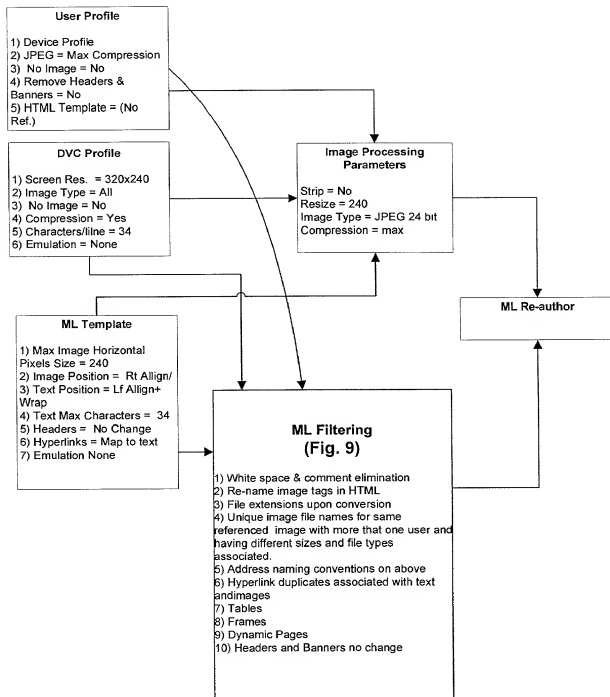 User Profile
1) Device Profile
2) JPEG = Max Compression
3)  No Image = No
4) Remove Headers &
Banners = No
5) HTML Template = (No
Ref.)
DVC Profile
1) Screen Res.  = 320x240
2) Image Type = All
3)  No Image = No
4) Compression = Yes
5) Characters/lilne = 34
6) Emulation = None
Image Processing
Parameters
Strip = No
Resize = 240
Image Type = JPEG 24 bit
Compression = max
ML Re-author
ML Template
1) Max Image Horizontal
Pixels Size = 240
2) Image Position =  Rt Allign/
3) Text Position = Lf Allign+
Wrap
4) Text Max Characters =  34
5) Headers =  No Change
6) Hyperlinks = Map to text
7) Emulation None
ML Filtering
(Fig. 9)
1) White space & comment elimination
2) Re-name image tags in HTML
3) File extensions upon conversion
4) Unique image file names for same
referenced  image with more that one user and
having different sizes and file types
associated.
5) Address naming conventions on above
6) Hyperlink duplicates associated with text
andimages
7) Tables
8) Frames
9) Dynamic Pages
10) Headers and Banners no change